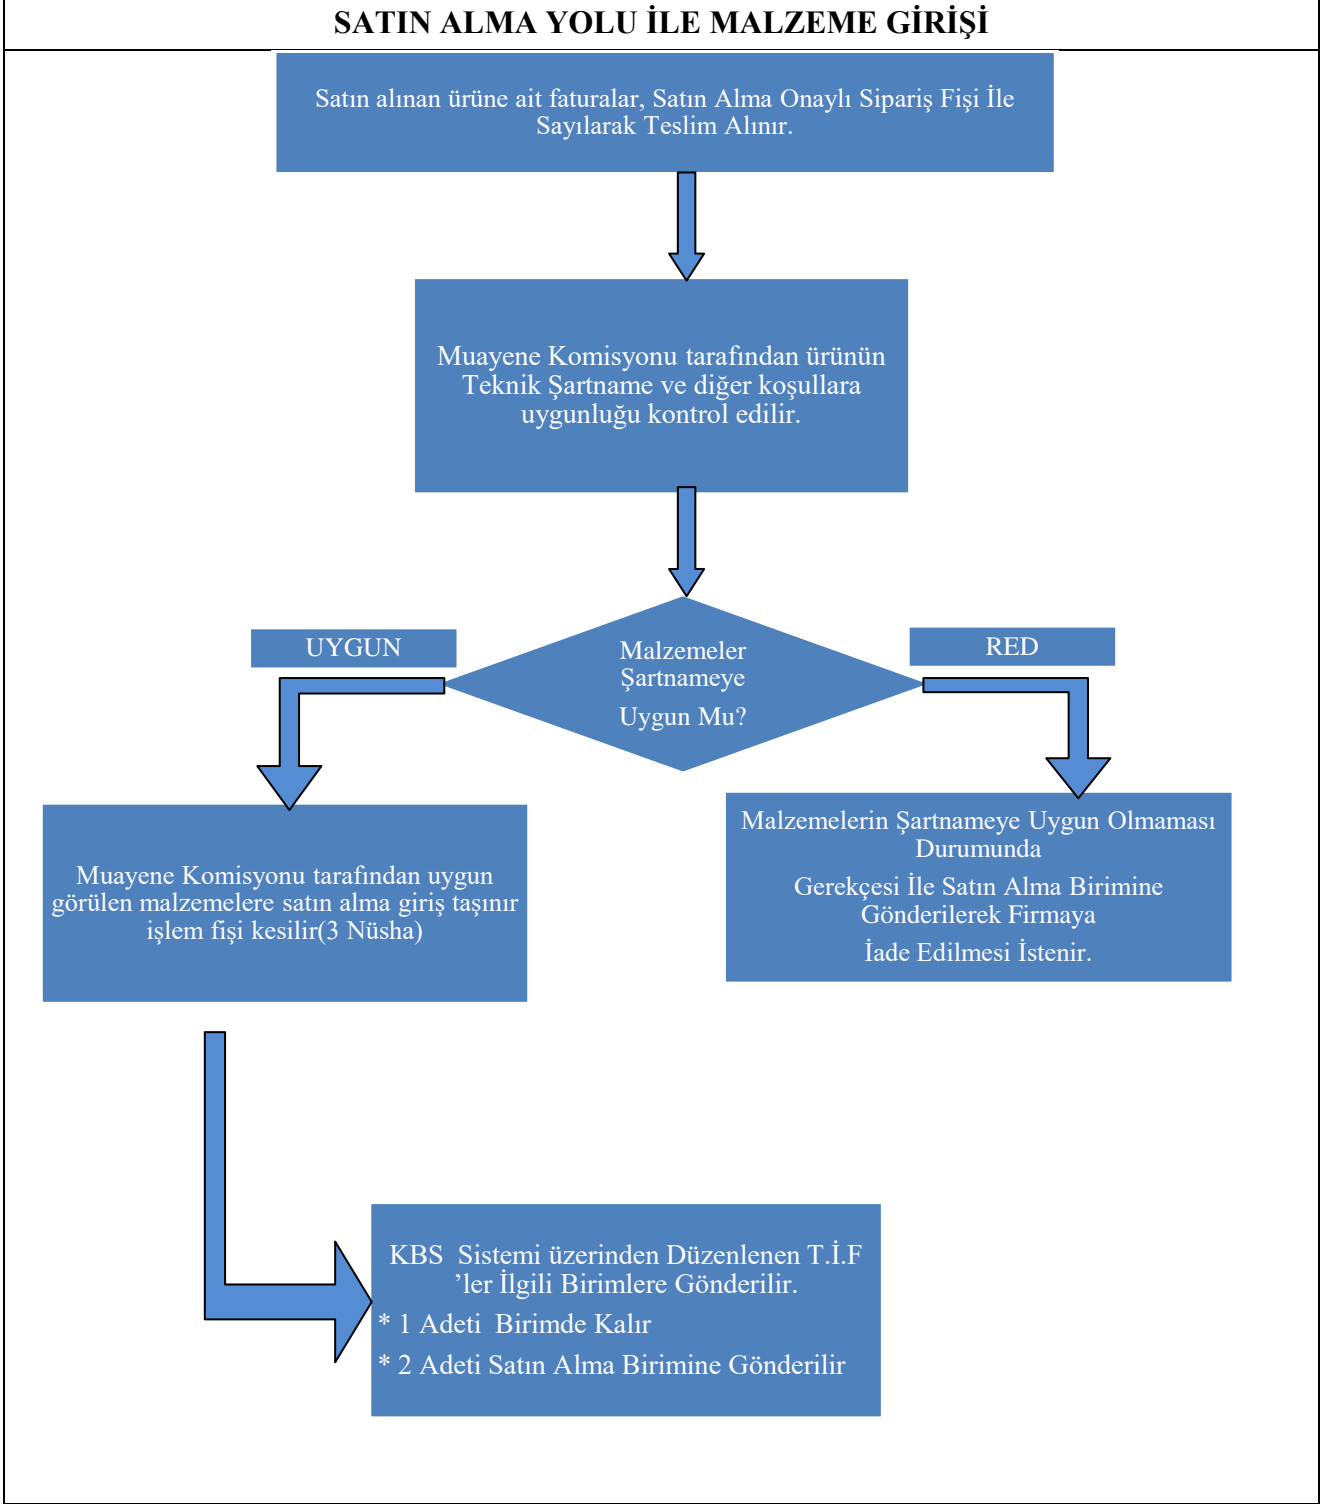 SATIN ALMA YOLU İLE MALZEME GİRİŞİ
Satın alınan ürüne ait faturalar, Satın Alma Onaylı Sipariş Fişi İle
Sayılarak Teslim Alınır.
Muayene Komisyonu tarafından ürünün
Teknik Şartname ve diğer koşullara
uygunluğu kontrol edilir.
UYGUN
Malzemeler
Şartnameye
Uygun Mu?
RED
Muayene Komisyonu tarafından uygun
görülen malzemelere satın alma giriş taşınır
işlem fişi kesilir(3 Nüsha)
Malzemelerin Şartnameye Uygun Olmaması
Durumunda
Gerekçesi İle Satın Alma Birimine
Gönderilerek Firmaya
İade Edilmesi İstenir.
KBS  Sistemi üzerinden Düzenlenen T.İ.F
’ler İlgili Birimlere Gönderilir.
* 1 Adeti  Birimde Kalır
* 2 Adeti Satın Alma Birimine Gönderilir